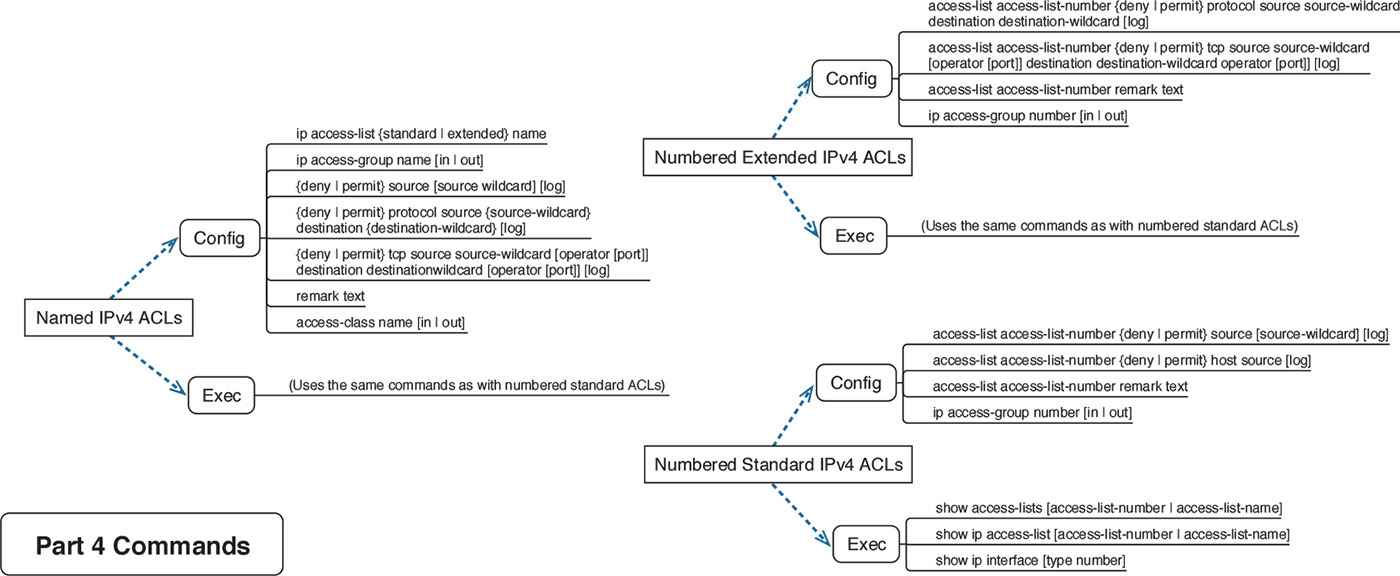 ip access-list {standard | extended} name
ip access-group name [in | out]
{deny | permit} source [source wildcard] [log]
{deny | permit} protocol source {source-wildcard}
destination {destination-wildcard} [log]
{deny | permit} tcp source source-wildcard [operator [port]]
destination destinationwildcard [operator [port]] [log]
remark text
access-class name [in | out]
Config
Named IPv4 ACLs
Exec
(Uses the same commands as with numbered standard ACLs)
access-list access-list-number {deny | permit} protocol source source-wildcard
destination destination-wildcard [log]
access-list access-list-number {deny | permit} tcp source source-wildcard
[operator [port]] destination destination-wildcard operator [port]] [log]
access-list access-list-number remark text
ip access-group number [in | out]
Config
Numbered Extended IPv4 ACLs
Exec
(Uses the same commands as with numbered standard ACLs)
access-list access-list-number {deny | permit} source [source-wildcard] [log]
access-list access-list-number {deny | permit} host source [log]
access-list access-list-number remark text
ip access-group number [in | out]
Config
Numbered Standard IPv4 ACLs
Exec
show access-lists [access-list-number | access-list-name]
show ip access-list [access-list-number | access-list-name]
show ip interface [type number]
Part 4 Commands